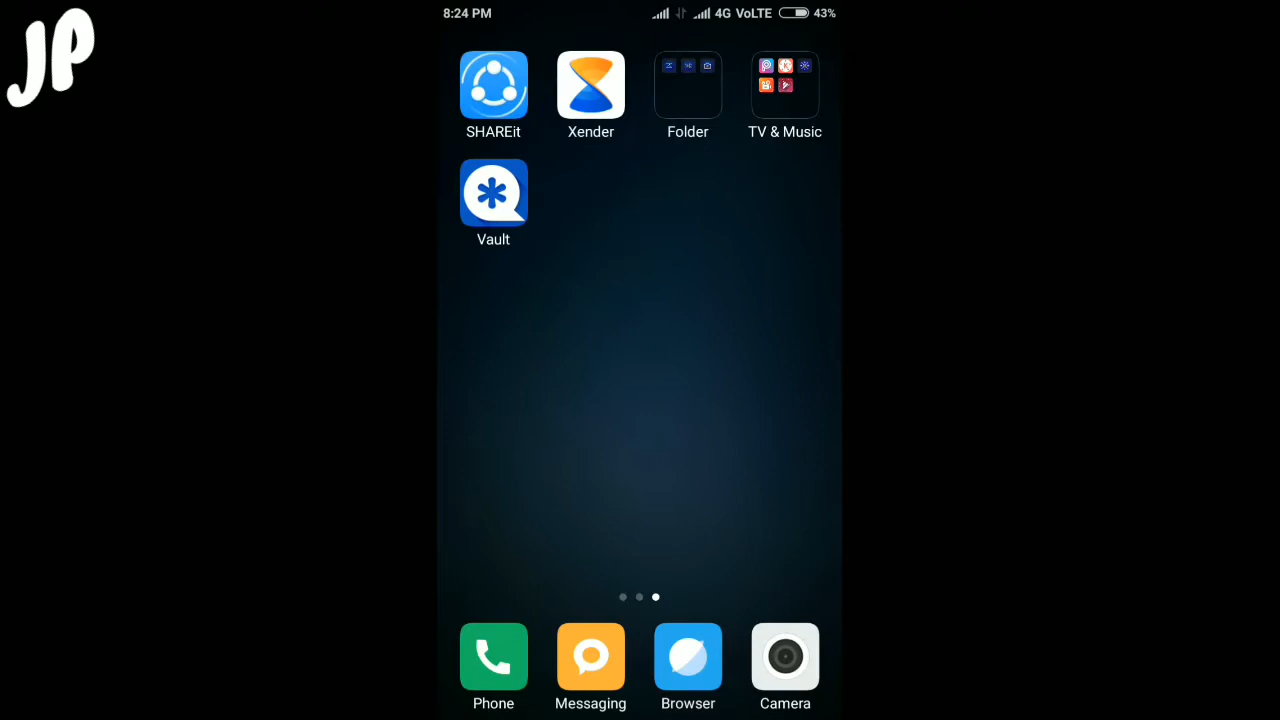 JP
8:24 PM 4G VoLTE 43%
SHAREit Xender Folder TV & Music
Vault
Phone Messaging Browser Camera